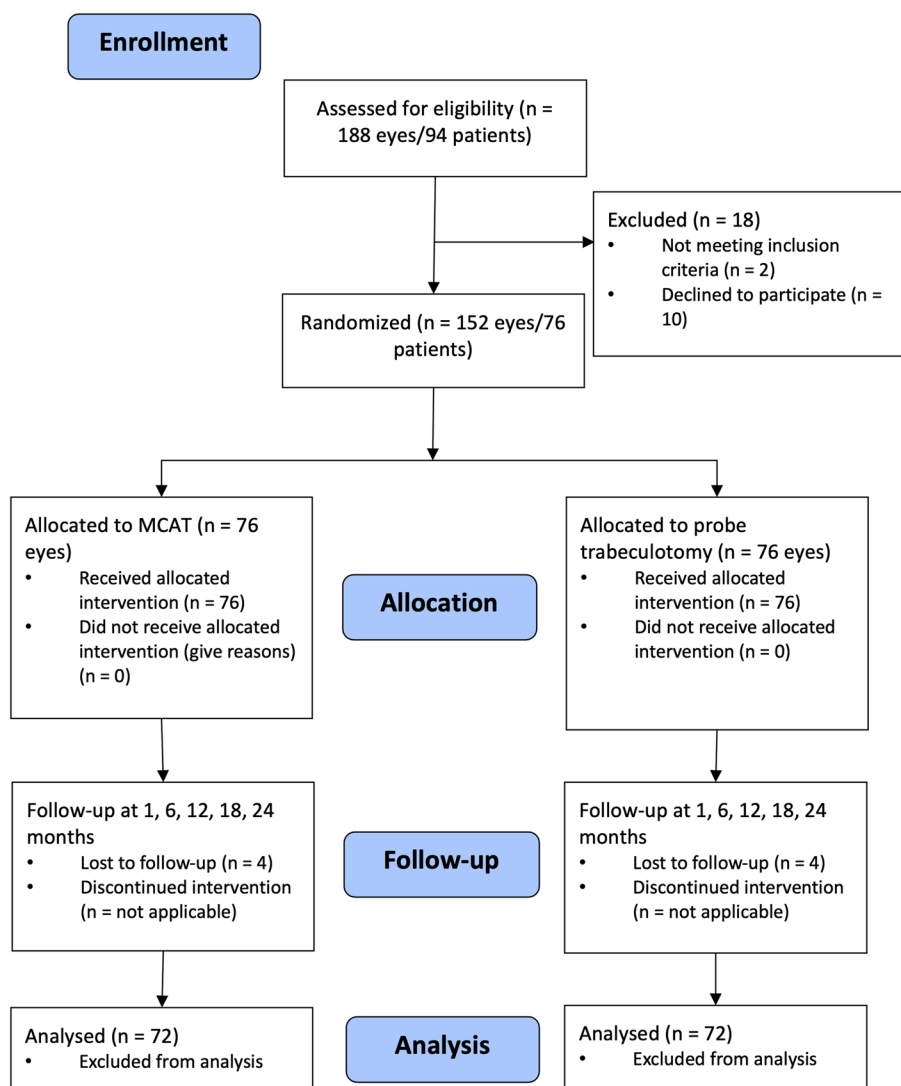 Enrollment
Assessed for eligibility (n =
188 eyes/94 patients)
Excluded (n = 18)
• Not meeting inclusion
criteria (n = 2)
• Declined to participate (n =
10)
Randomized (n = 152 eyes/76
patients)
Allocated to MCAT (n = 76
eyes)
• Received allocated
intervention (n = 76)
• Did not receive allocated
intervention (give reasons)
(n = 0)
Allocation
Allocated to probe
trabeculotomy (n = 76 eyes)
• Received allocated
intervention (n = 76)
• Did not receive allocated
intervention (n = 0)
Follow-up at 1, 6, 12, 18, 24
months
• Lost to follow-up (n = 4)
• Discontinued intervention
(n = not applicable)
Follow-up
Follow-up at 1, 6, 12, 18, 24
months
• Lost to follow-up (n = 4)
• Discontinued intervention
(n = not applicable)
Analysed (n = 72)
• Excluded from analysis
Analysis
Analysed (n = 72)
• Excluded from analysis